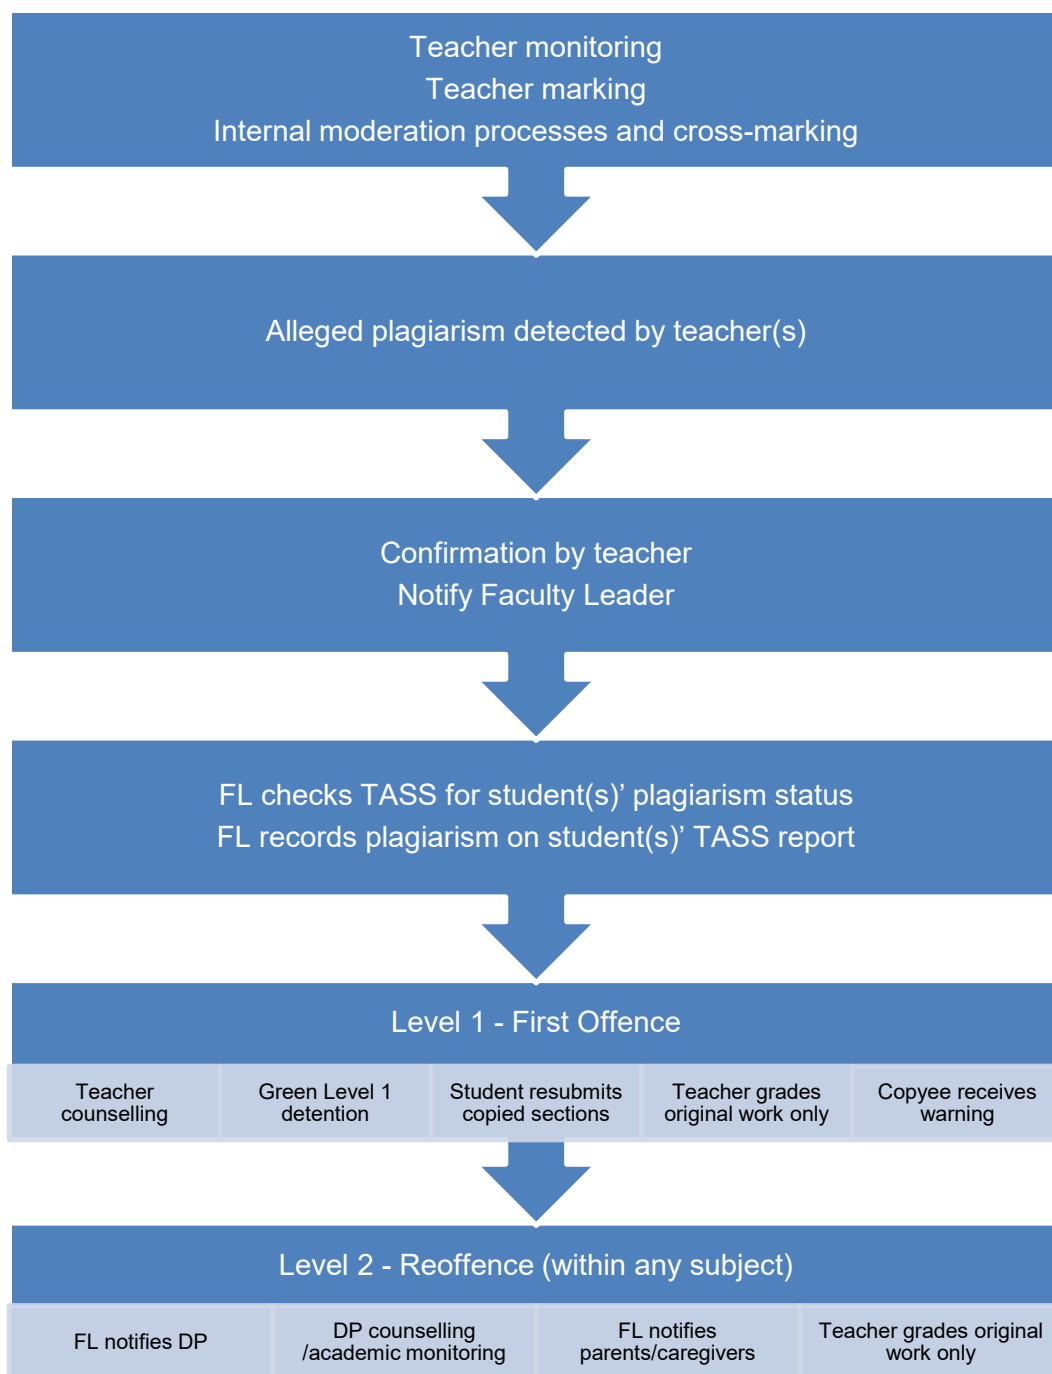 Teacher monitoring
Teacher marking
Internal moderation processes and cross-marking
Alleged plagiarism detected by teacher(s)
Confirmation by teacher
Notify Faculty Leader
FL checks TASS for student(s)’ plagiarism status
FL records plagiarism on student(s)’ TASS report
Level 1 - First Offence
Teacher
counselling
Green Level 1
detention
Student resubmits
copied sections
Teacher grades
original work only
Copyee receives
warning
Level 2 - Reoffence (within any subject)
FL notifies DP
DP counselling
/academic monitoring
FL notifies
parents/caregivers
Teacher grades original
work only